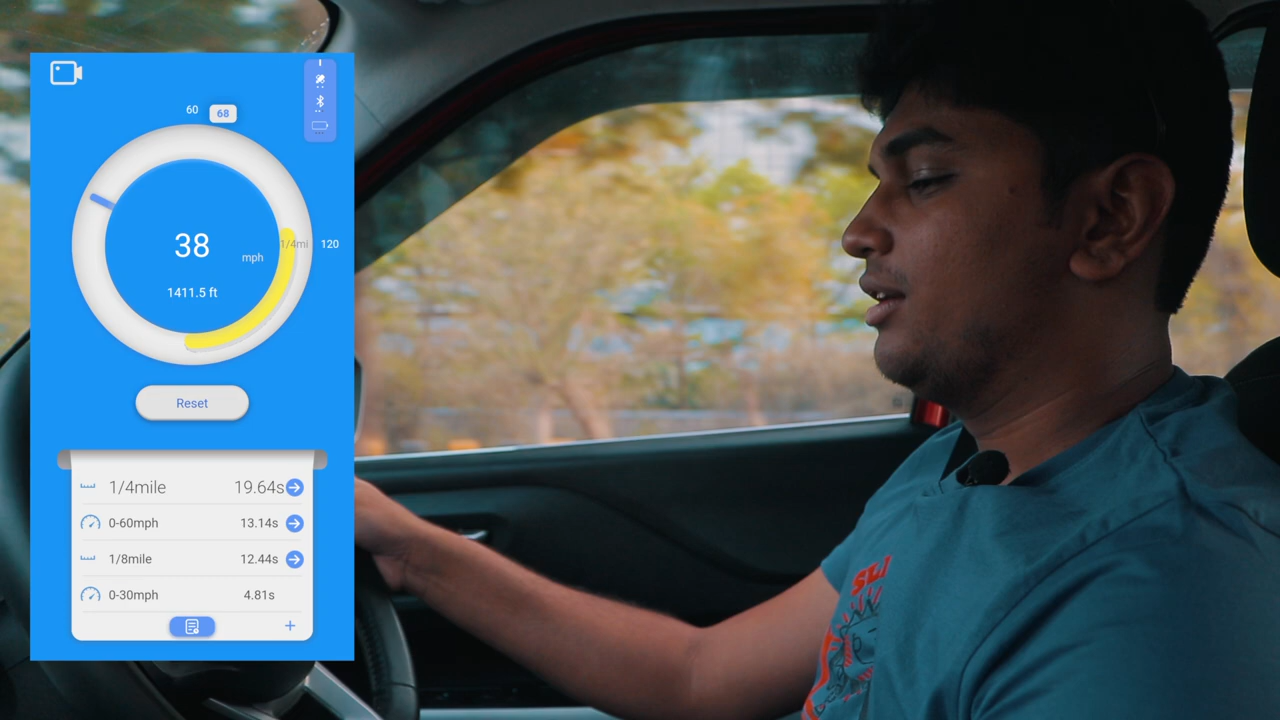 60 68
1/4mi 120
38
mph
1411.5 ft
Reset
1/4mile 19.64s
0-60mph 13.14s
1/8mile 12.44s
0-30mph 4.81s
SLI